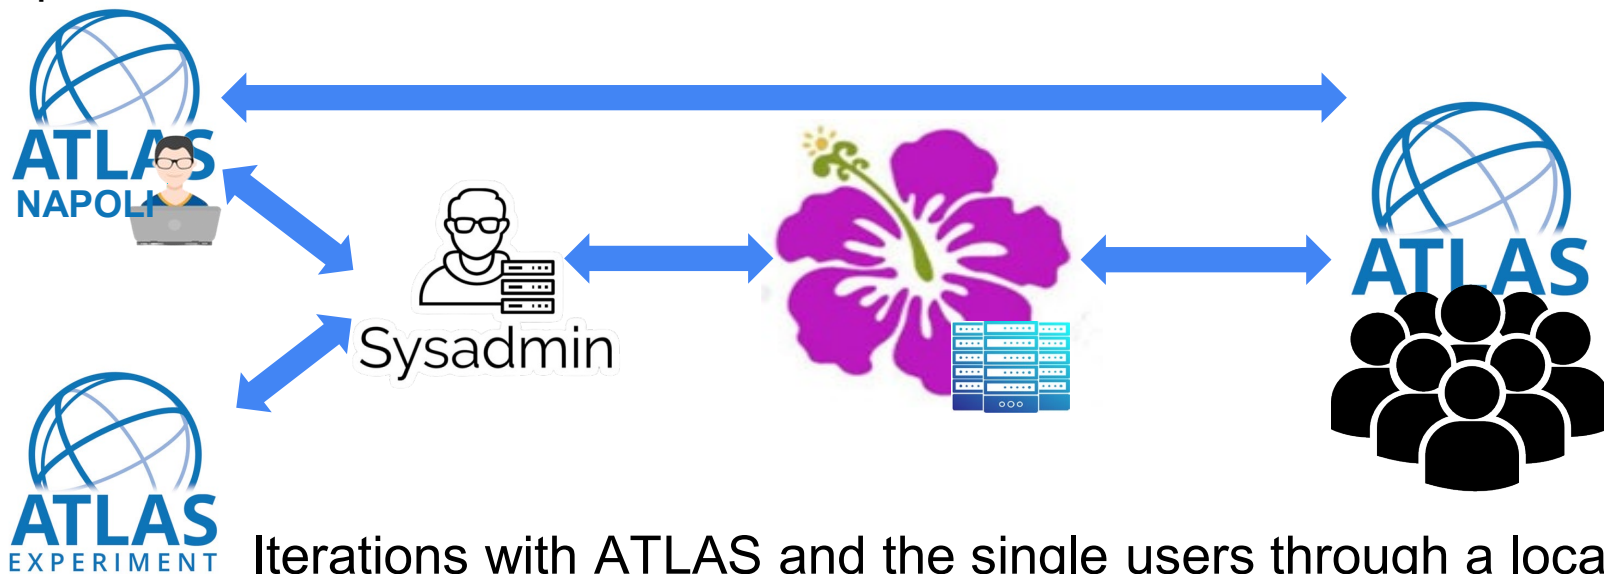 ATLAS
NAPOLI
Sysadmin
ATLAS
ATLAS
EXPERIMENT
Iterations with ATLAS and the single users through a loca